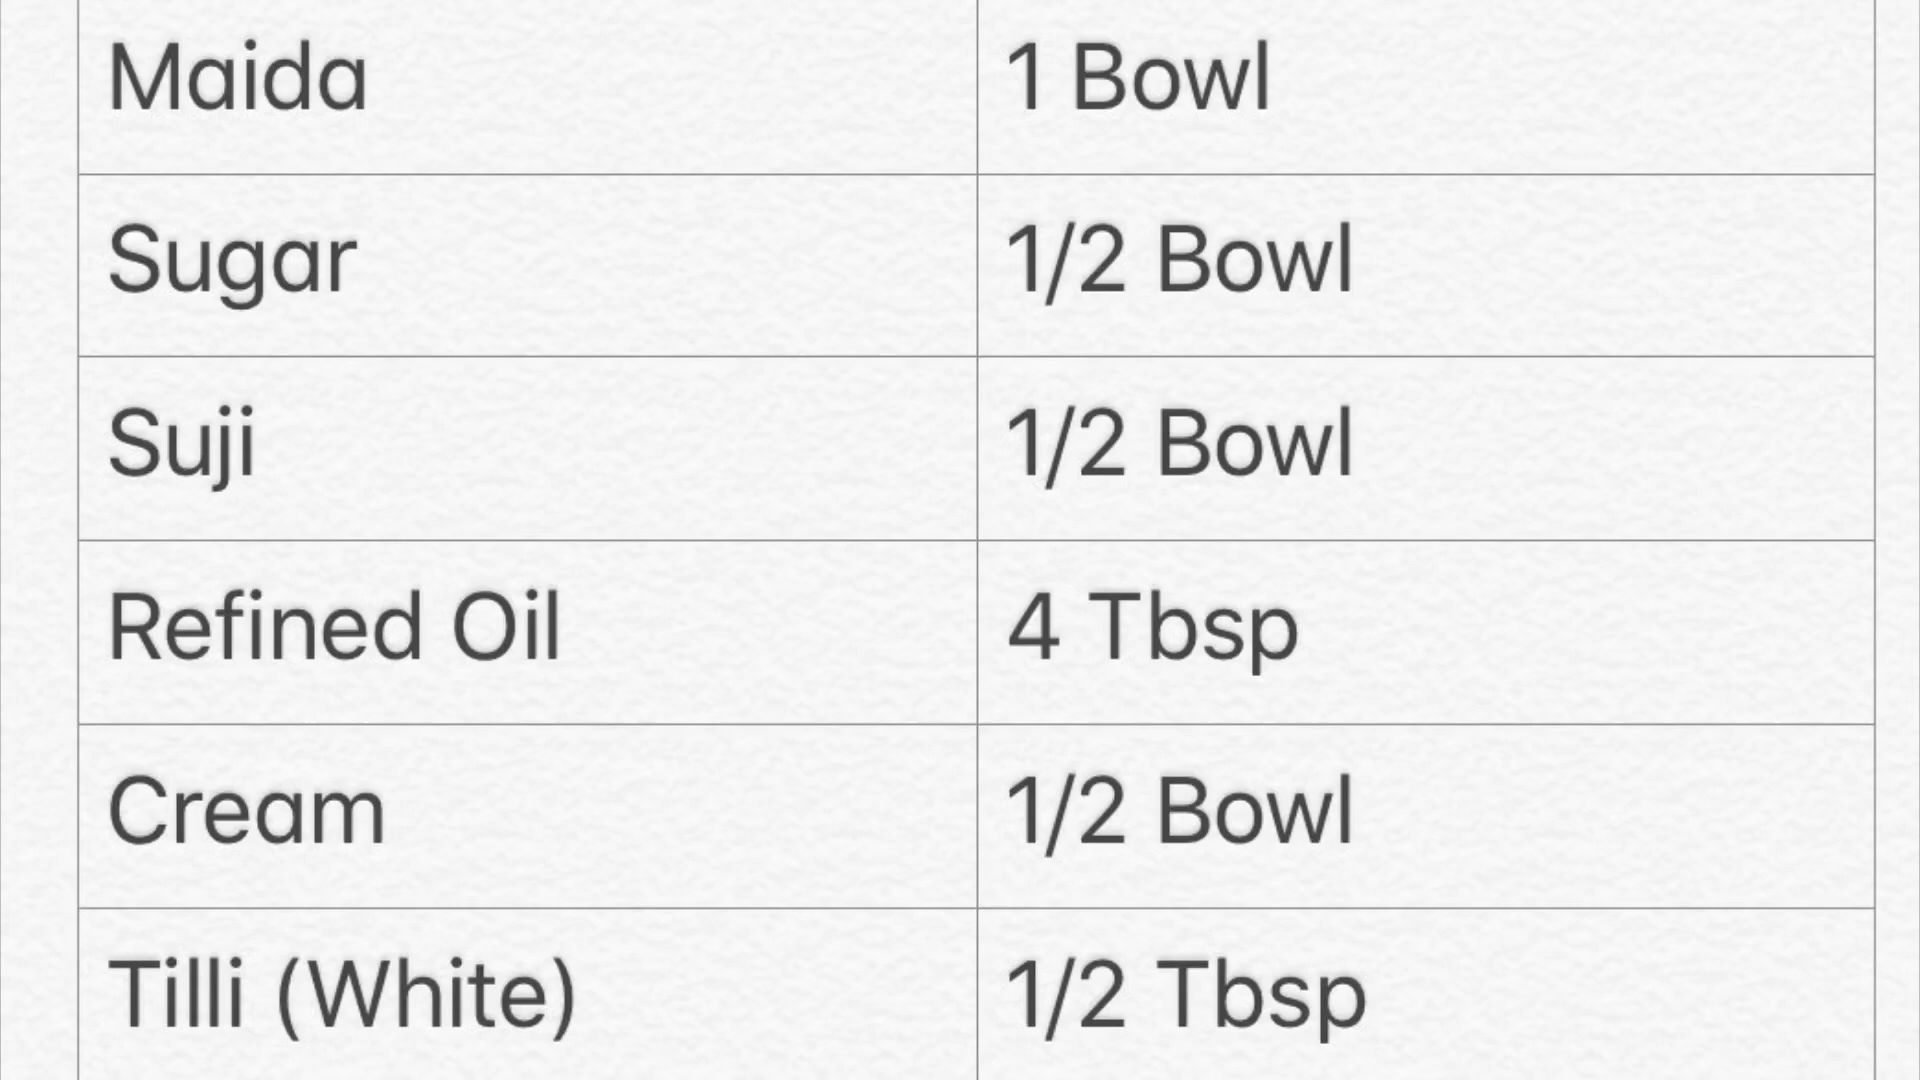 Maida 1 Bowl
Sugar 1/2 Bowl
Suji 1/2 Bowl
Refined Oil 4 Tbsp
Cream 1/2 Bowl
Tilli (White) 1/2 Tbsp